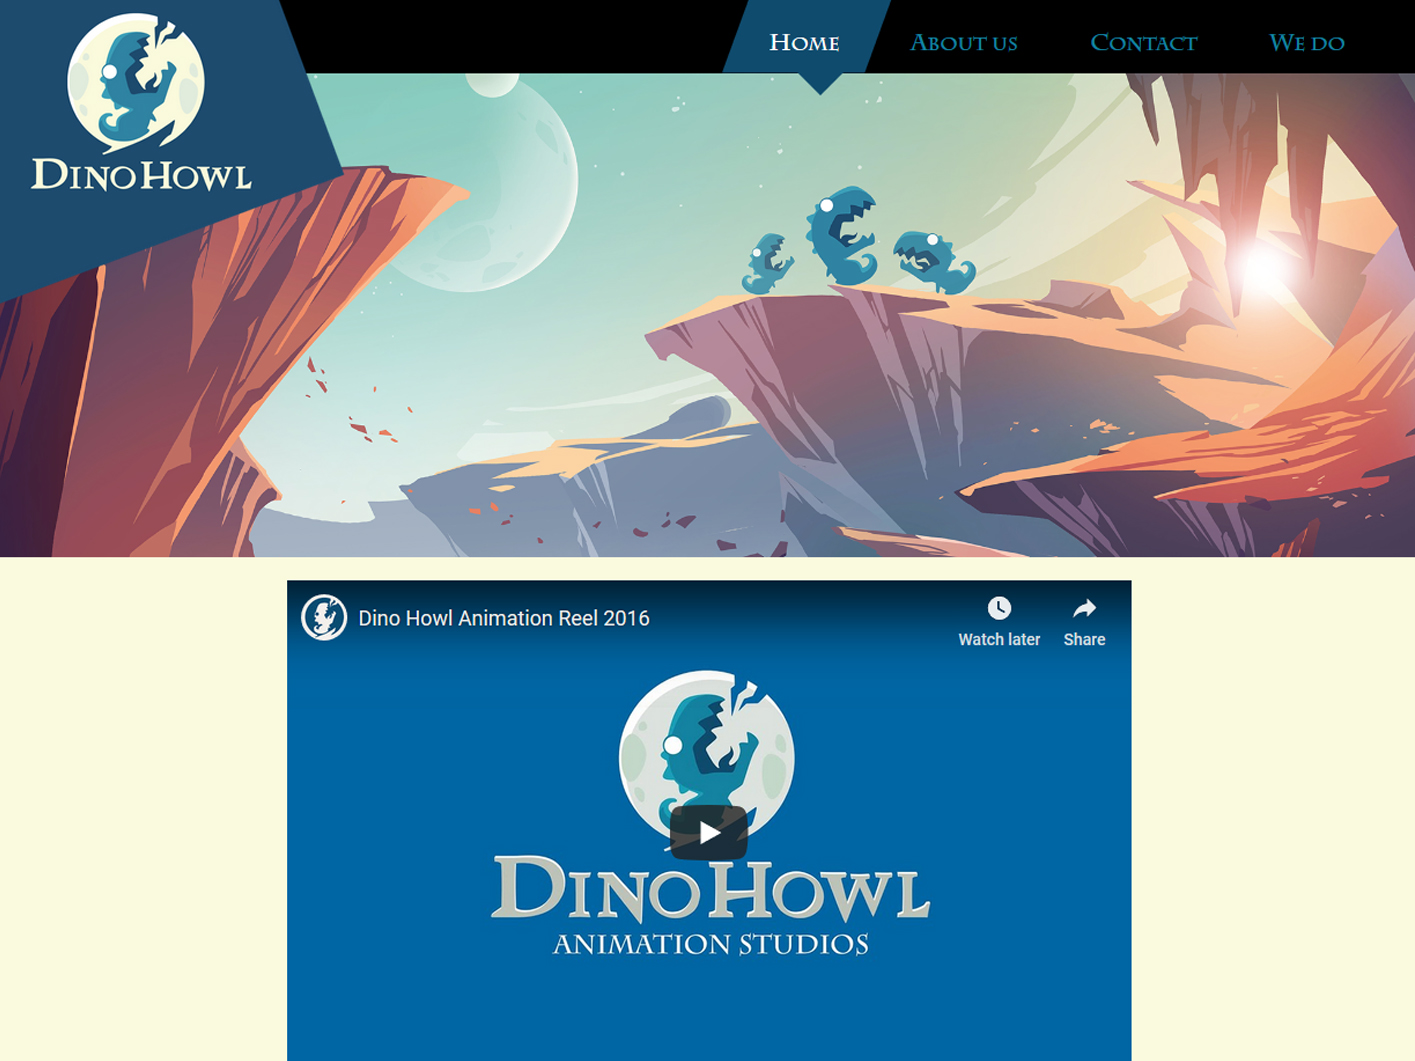 DINOHOWL
HOME
ABOUT US
CONTACT
WE DO
Dino Howl Animation Reel 2016
Watch later
Share
DINOHOWL
ANIMATION STUDIOS